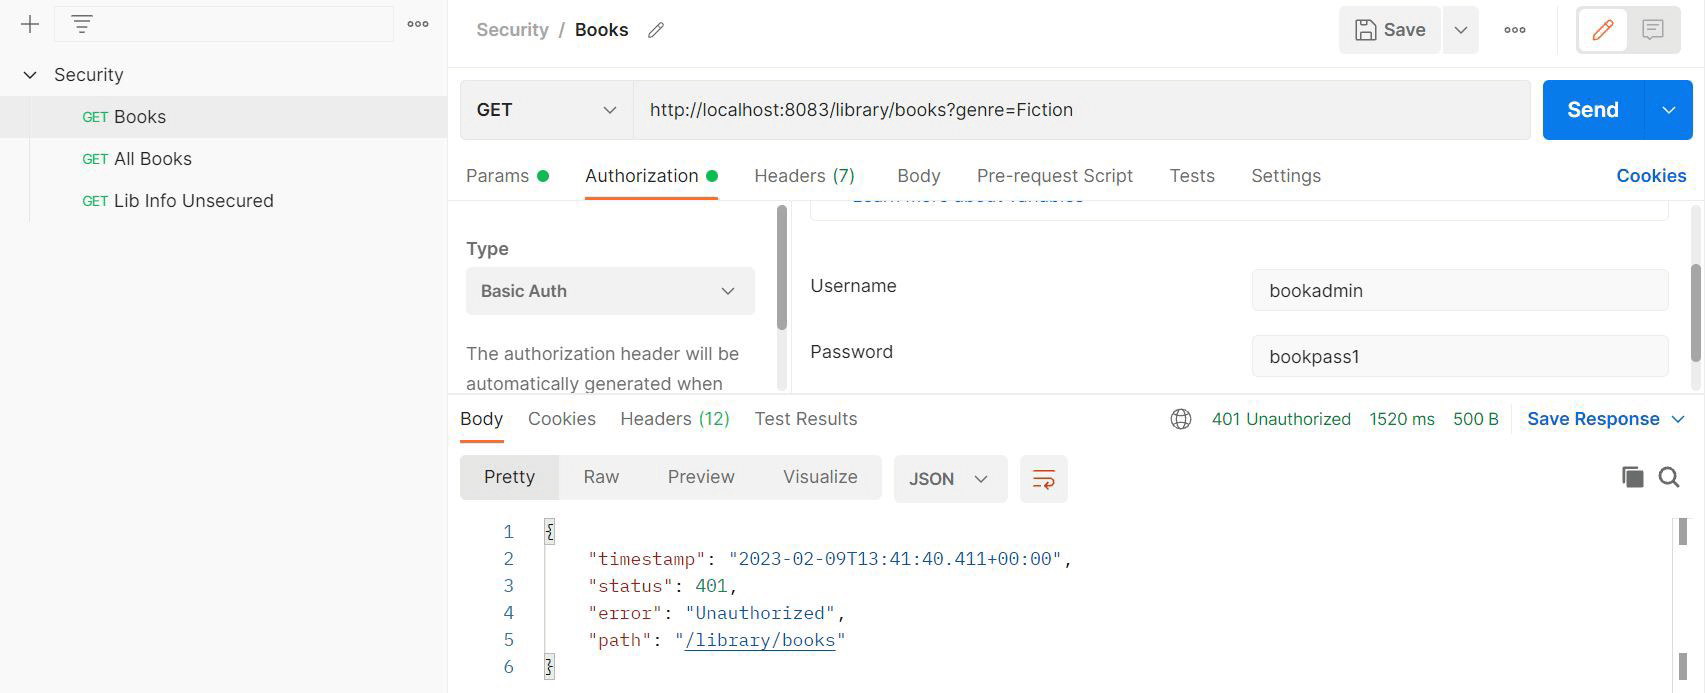 Security
GET Books
GET All Books
GET Lib Info Unsecured
Security / Books
Save
GET
http://localhost:8083/library/books?genre=Fiction
Send
Params Authorization Headers (7) Body Pre-request Script Tests Settings Cookies
Learn more about variables
Type
Basic Auth
The authorization header will be
automatically generated when
Username
bookadmin
Password
bookpass1
Body Cookies Headers (12) Test Results
401 Unauthorized 1520 ms 500 B Save Response
Pretty Raw Preview Visualize JSON
1 {
2 "timestamp": "2023-02-09T13:41:40.411+00:00",
3 "status": 401,
4 "error": "Unauthorized",
5 "path": "/library/books"
6 }